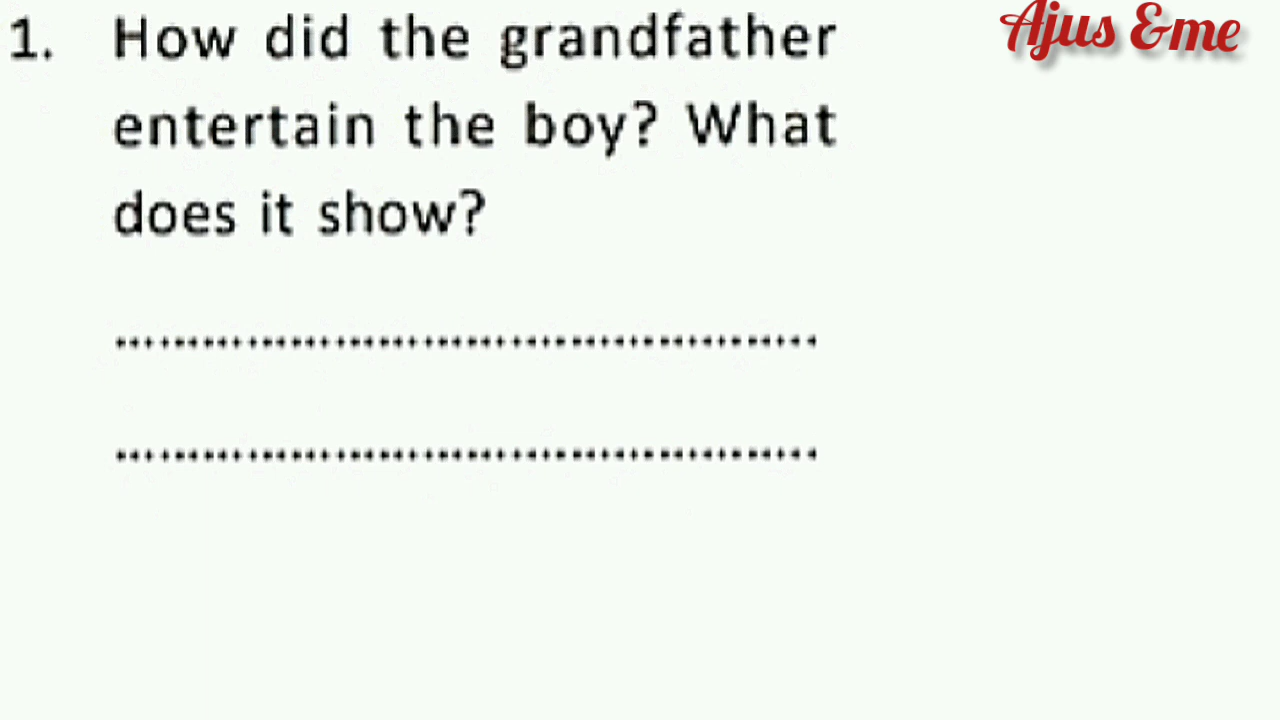 Ajus &me
1. How did the grandfather
entertain the boy? What
does it show?
................................................
................................................